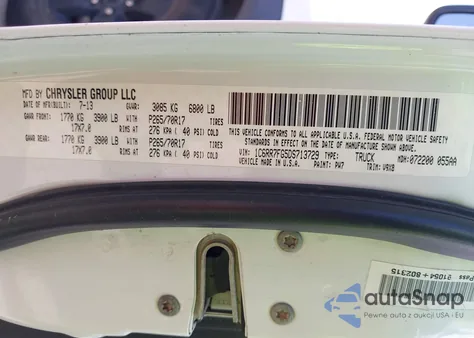 MFD BY CHRYSLER GROUP LLC
DATE OF MFR(BUILT) 7-13 GVWR: 3085 KG 6800 LB
GAWR FRONT: 1770 KG 3900 LB WITH P265/70R17 TIRES
17X7.0 RIMS AT 276 KPA ( 40 PSI) COLD
GAWR REAR: 1770 KG 3900 LB WITH P265/70R17 TIRES
17X7.0 RIMS AT 276 KPA ( 40 PSI) COLD
THIS VEHICLE CONFORMS TO ALL APPLICABLE U.S.A. FEDERAL MOTOR VEHICLE SAFETY
STANDARDS IN EFFECT ON THE DATE OF MANUFACTURE SHOWN ABOVE
VIN: 1C6RR7FG5DS713729 TYPE: TRUCK MDH: 072200 055AA
VEHICLE MADE IN U.S.A. PAINT: PW7 TRIM: V9X8
Pass 91054+802315
autoSnap
Pewne auta z USA i EU